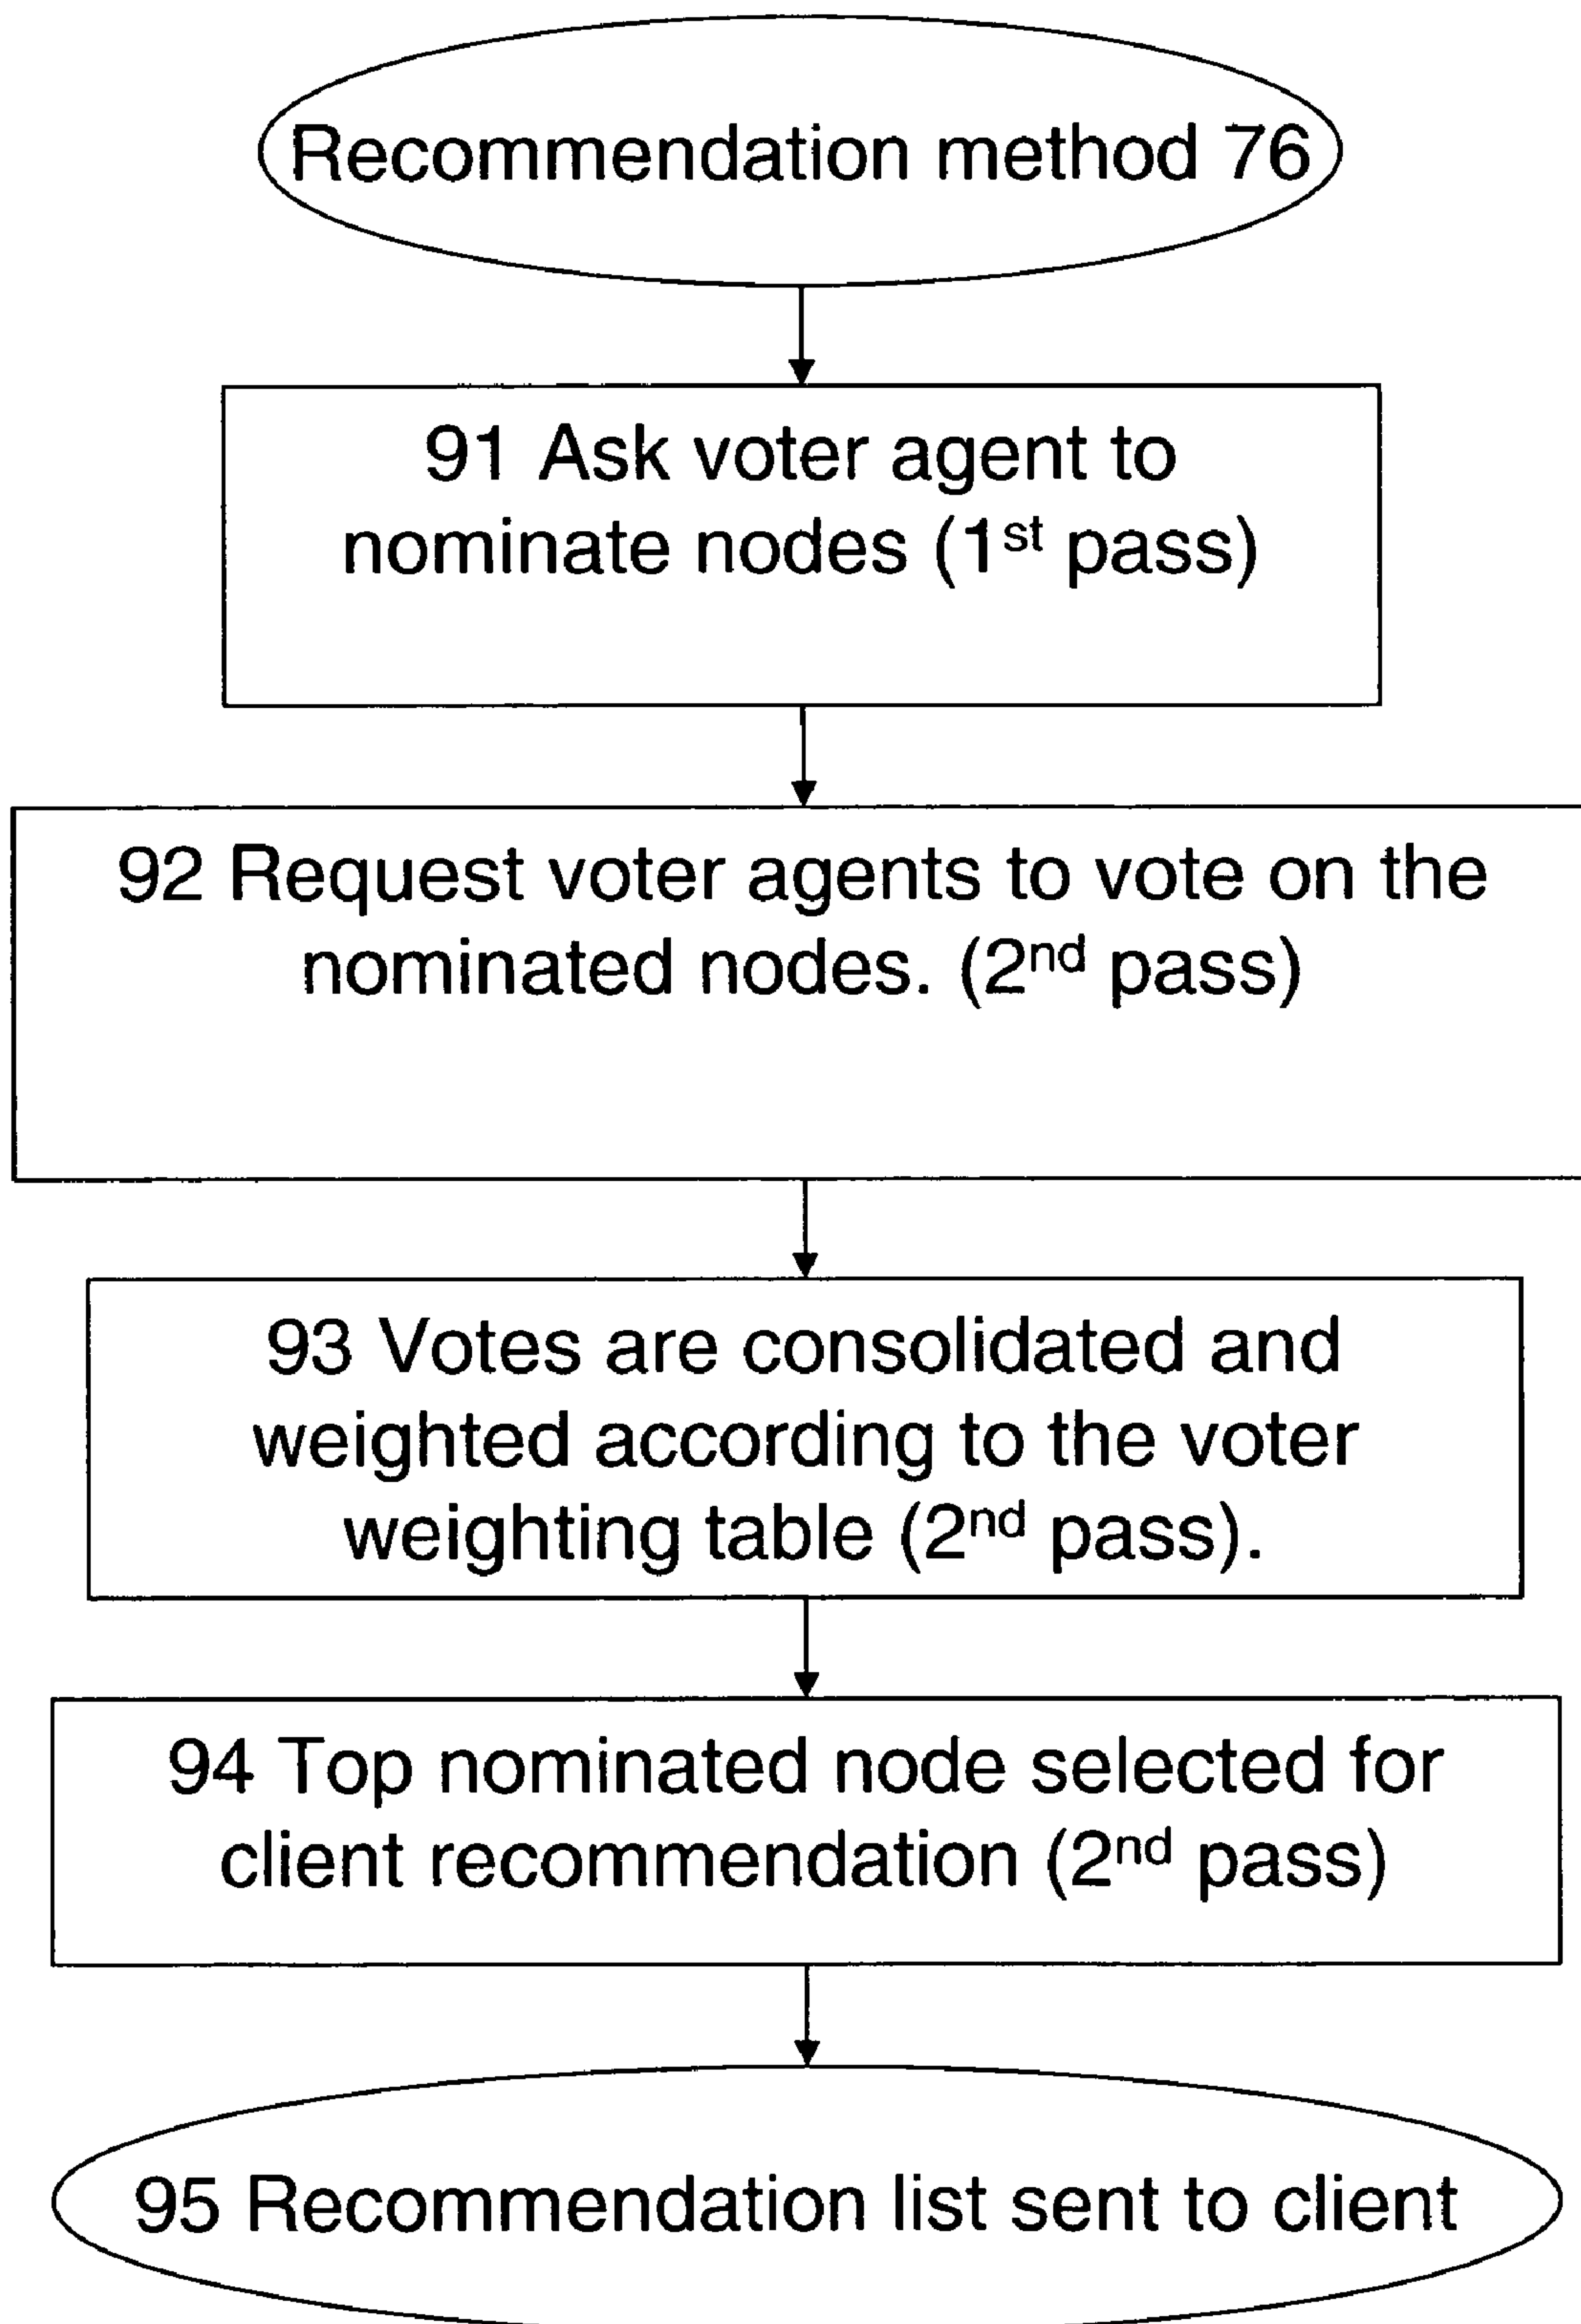 Recommendation method 76
91 Ask voter agent to
nominate nodes (1st pass)
92 Request voter agents to vote on the
nominated nodes. (2nd pass)
93 Votes are consolidated and
weighted according to the voter
weighting table (2nd pass).
94 Top nominated node selected for
client recommendation (2nd pass)
95 Recommendation list sent to client